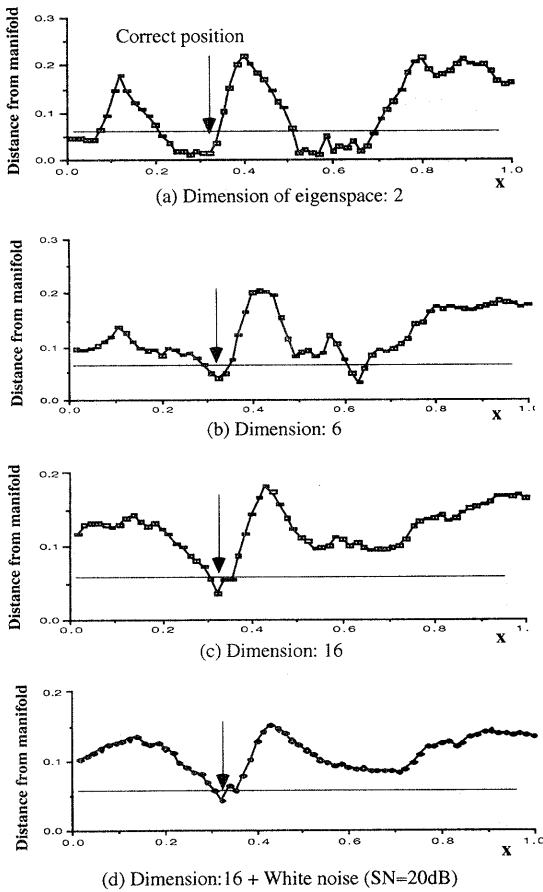 0.3
Correct position
0.2
Distance from manifold
0.1
0.0
0.0 0.2 0.4 0.6 0.8 1.0
x
(a) Dimension of eigenspace: 2
0.3
0.2
Distance from manifold
0.1
0.0
0.0 0.2 0.4 0.6 0.8 1.0
x
(b) Dimension: 6
0.2
Distance from manifold
0.1
0.0
0.0 0.2 0.4 0.6 0.8 1.
x
(c) Dimension: 16
0.2
Distance from manifold
0.1
0.0
0.0 0.2 0.4 0.6 0.8 1.0
x
(d) Dimension:16 + White noise (SN=20dB)